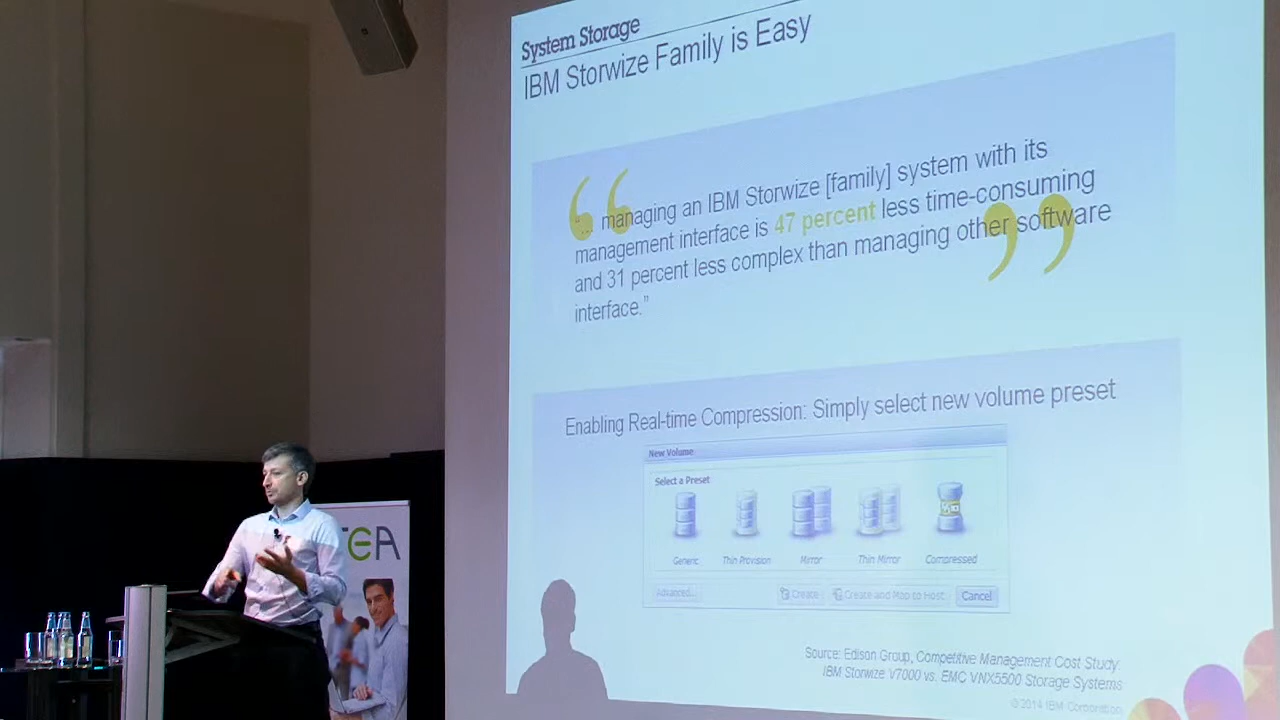 System Storage
IBM Storwize Family is Easy
“... managing an IBM Storwize [family] system with its
management interface is 47 percent less time-consuming
and 31 percent less complex than managing other software
interface.”
Enabling Real-time Compression: Simply select new volume preset
New Volume
Select a Preset
Generic Thin Provision Mirror Thin Mirror Compressed
Advanced... Create Create and Map to Host Cancel
Source: Edison Group, Competitive Management Cost Study.
IBM Storwize V7000 vs. EMC VNX5500 Storage Systems
© 2014 IBM Corporation